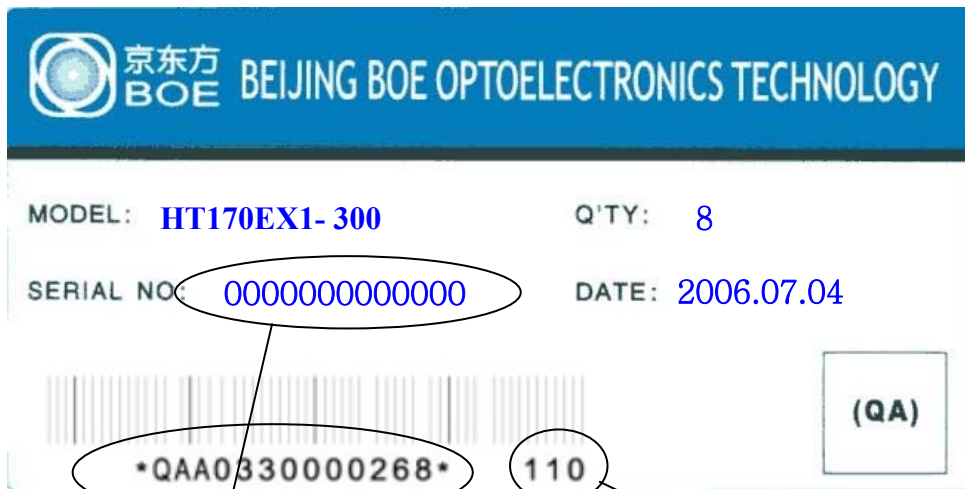 京东方
BOE BEIJING BOE OPTOELECTRONICS TECHNOLOGY
MODEL: HT170EX1- 300 Q'TY: 8
SERIAL NO: 0000000000000 DATE: 2006.07.04
(QA)
*QAA0330000268* 110